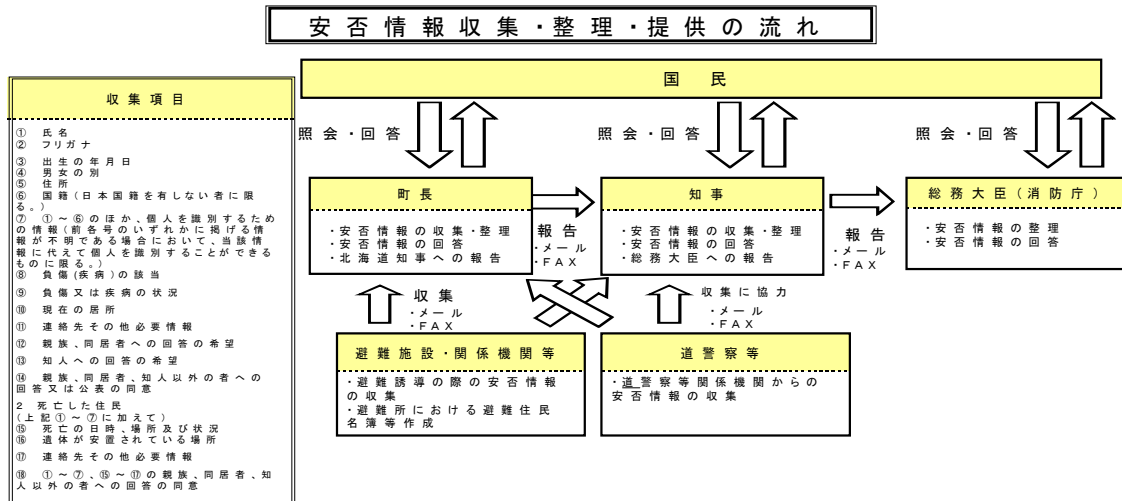 安否情報収集・整理・提供の流れ
国民
収集項目
① 氏名
② フリガナ
③ 出生の年月日
④ 男女の別
⑤ 住所
⑥ 国籍(日本国籍を有しない者に限
る。)
⑦ ①~⑥のほか、個人を識別するため
の情報(前各号のいずれかに掲げる情
報が不明である場合において、当該情
報に代えて個人を識別することができる
ものに限る。)
⑧ 負傷(疾病)の該当
⑨ 負傷又は疾病の状況
⑩ 現在の居所
⑪ 連絡先その他必要情報
⑫ 親族、同居者への回答の希望
⑬ 知人への回答の希望
⑭ 親族、同居者、知人以外の者への
回答又は公表の同意
2 死亡した住民
(上記①~⑦に加えて)
⑮ 死亡の日時、場所及び状況
⑯ 遺体が安置されている場所
⑰ 連絡先その他必要情報
⑱ ①~⑦、⑮~⑰の親族、同居者、知
人以外の者への回答の同意
照会・回答
照会・回答
照会・回答
町長
・安否情報の収集・整理
・安否情報の回答
・北海道知事への報告
報告
・メール
・FAX
知事
・安否情報の収集・整理
・安否情報の回答
・総務大臣への報告
報告
・メール
・FAX
総務大臣(消防庁)
・安否情報の整理
・安否情報の回答
収集
・メール
・FAX
収集に協力
・メール
・FAX
避難施設・関係機関等
・避難誘導の際の安否情報
の収集
・避難所における避難住民
名簿等作成
道警察等
・道警察等関係機関からの
安否情報の収集